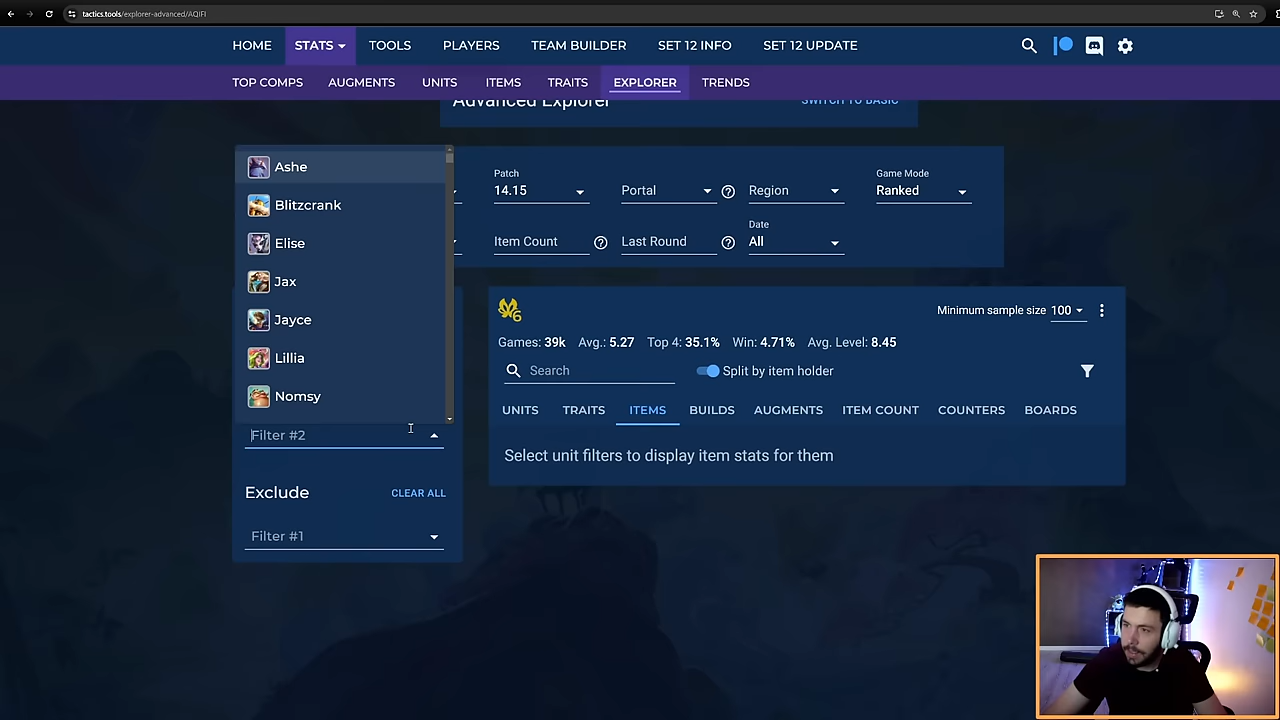 tactics.tools/explorer-advanced/AQIFI
HOME STATS TOOLS PLAYERS TEAM BUILDER SET 12 INFO SET 12 UPDATE
TOP COMPS AUGMENTS UNITS ITEMS TRAITS EXPLORER TRENDS
Advanced Explorer SWITCH TO BASIC
Ashe
Blitzcrank
Elise
Jax
Jayce
Lillia
Nomsy
Filter #2
Exclude CLEAR ALL
Filter #1
Patch
14.15
Portal
Region
Game Mode
Ranked
Item Count
Last Round
Date
All
6
Minimum sample size 100
Games: 39k Avg.: 5.27 Top 4: 35.1% Win: 4.71% Avg. Level: 8.45
Search Split by item holder
UNITS TRAITS ITEMS BUILDS AUGMENTS ITEM COUNT COUNTERS BOARDS
Select unit filters to display item stats for them